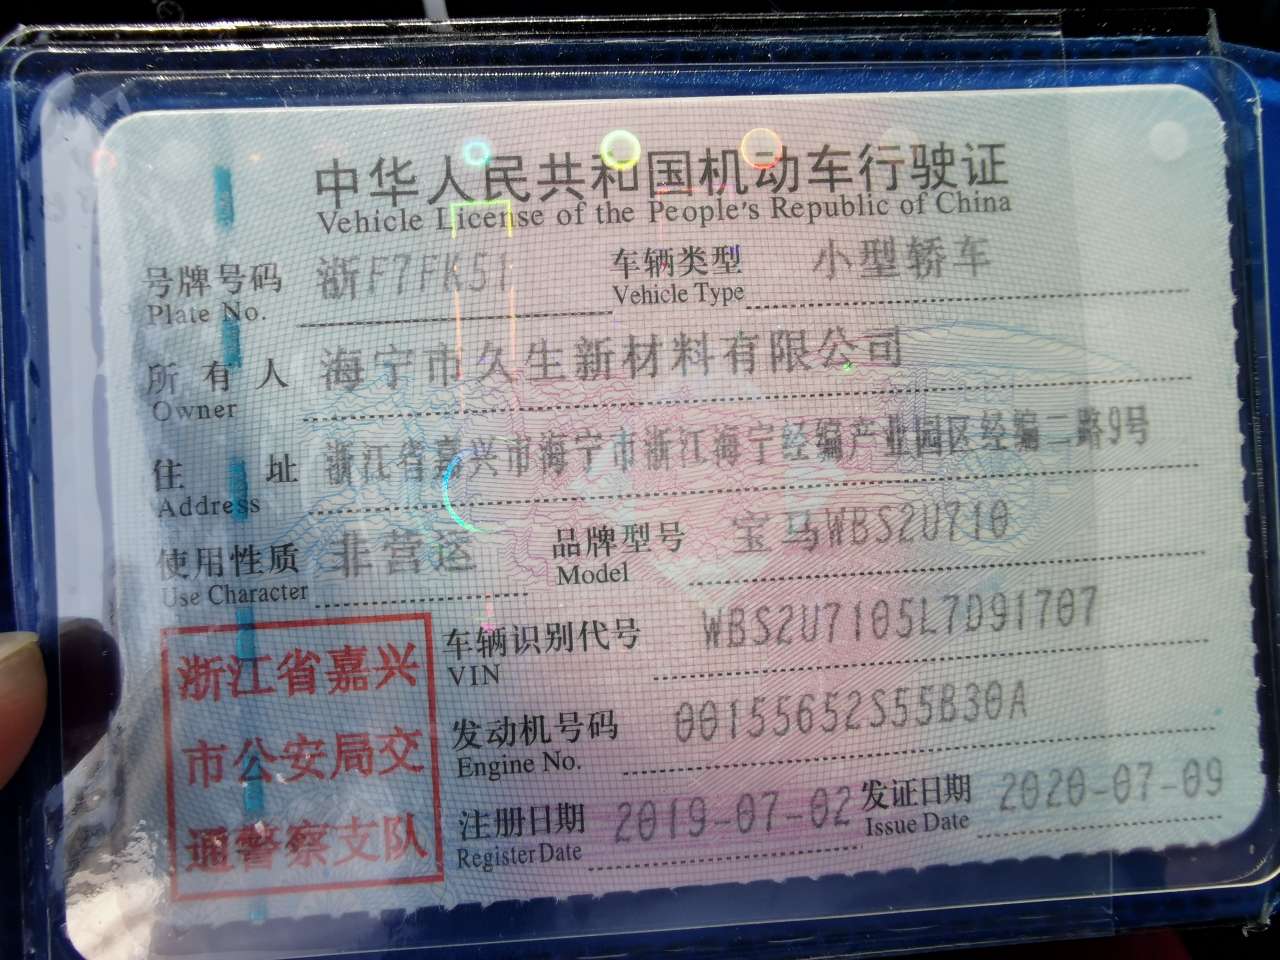 中华人民共和国机动车行驶证
Vehicle License of the People's Republic of China
号牌号码 浙F7FK51 车辆类型 小型轿车
Plate No. Vehicle Type
所有人 海宁市久生新材料有限公司
Owner
住址 浙江省嘉兴市海宁市浙江海宁经编产业园区经编二路9号
Address
使用性质 非营运 品牌型号 宝马WBS2U710
Use Character Model
浙江省嘉兴
市公安局交
通警察支队
车辆识别代号 WBS2U7105L7D91707
VIN
发动机号码 00155652S55B30A
Engine No.
注册日期 2019-07-02 发证日期 2020-07-09
Register Date Issue Date